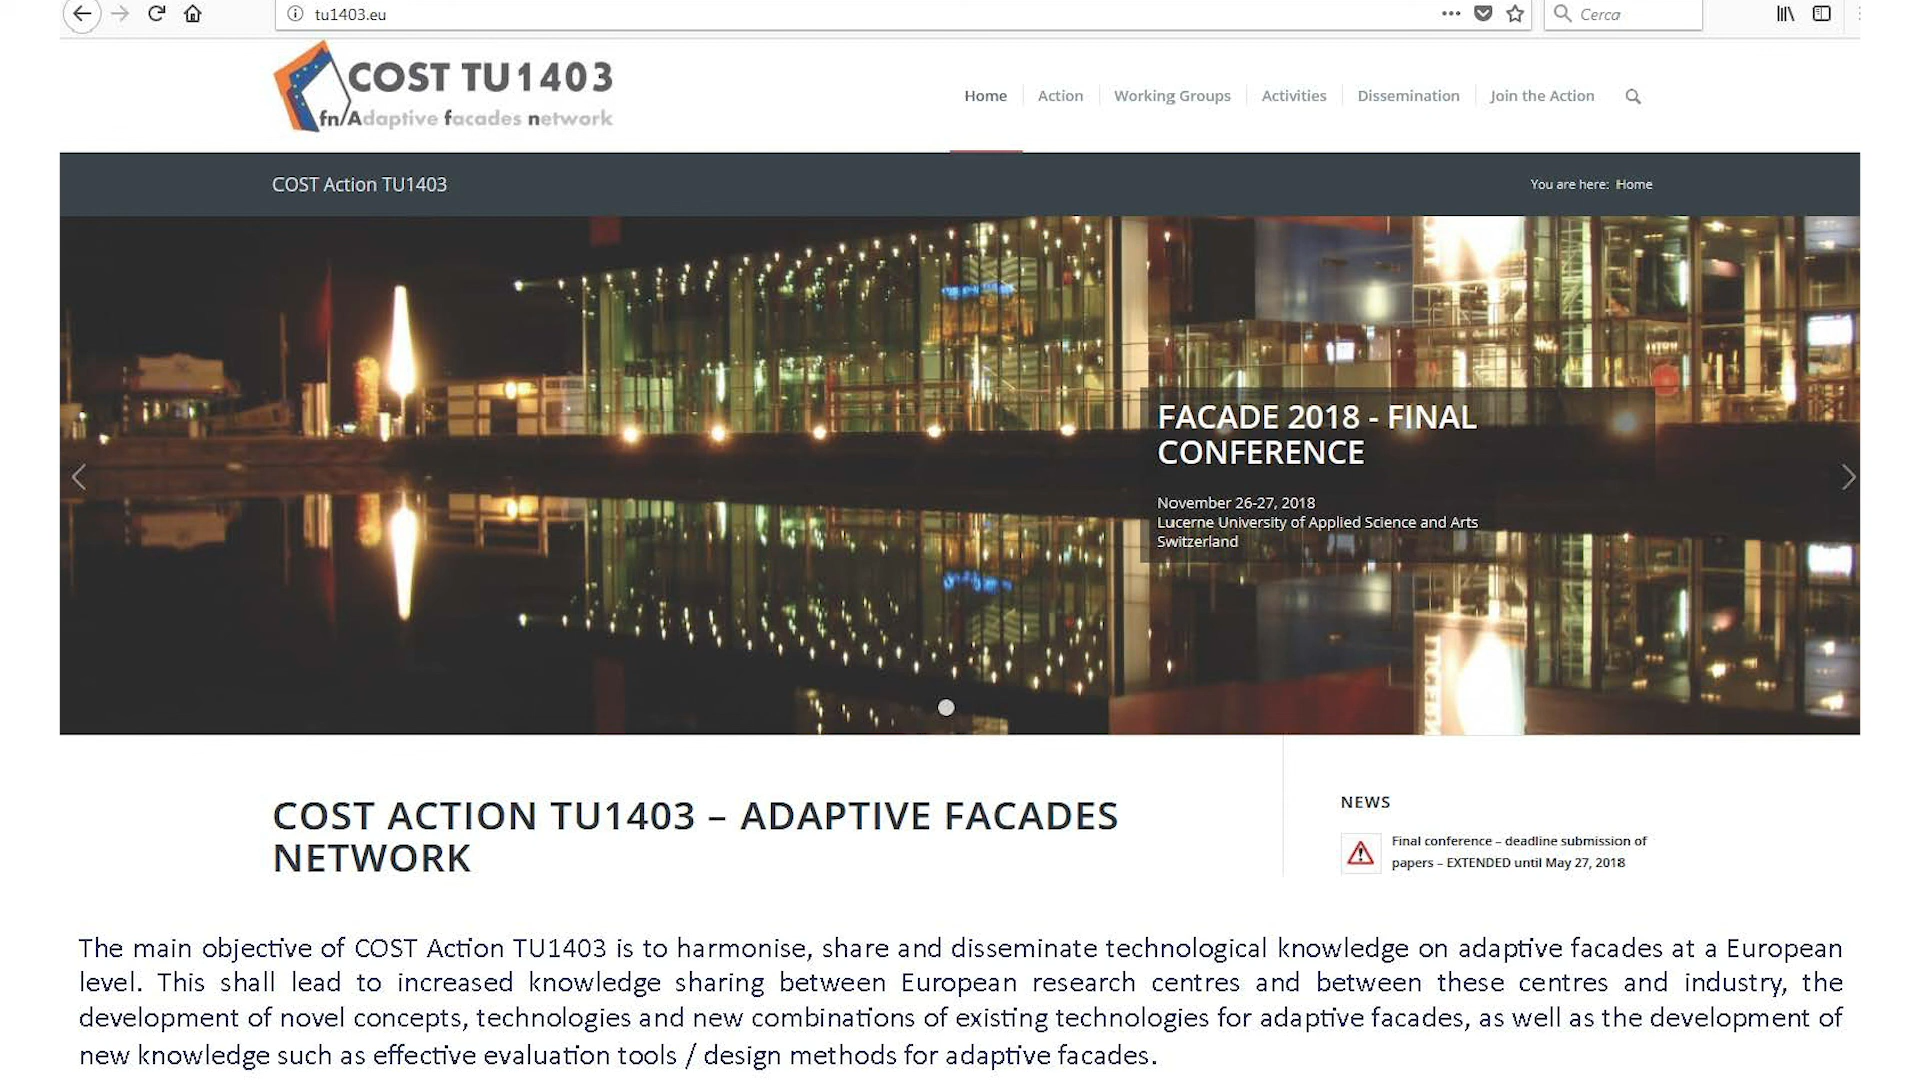 tu1403.eu
Cerca
COST TU1403
fn/Adaptive facades network
Home
Action
Working Groups
Activities
Dissemination
Join the Action
COST Action TU1403
You are here: Home
FACADE 2018 - FINAL
CONFERENCE
November 26-27, 2018
Lucerne University of Applied Science and Arts
Switzerland
COST ACTION TU1403 – ADAPTIVE FACADES
NETWORK
NEWS
Final conference – deadline submission of
papers – EXTENDED until May 27, 2018
The main objective of COST Action TU1403 is to harmonise, share and disseminate technological knowledge on adaptive facades at a European
level. This shall lead to increased knowledge sharing between European research centres and between these centres and industry, the
development of novel concepts, technologies and new combinations of existing technologies for adaptive facades, as well as the development of
new knowledge such as effective evaluation tools / design methods for adaptive facades.